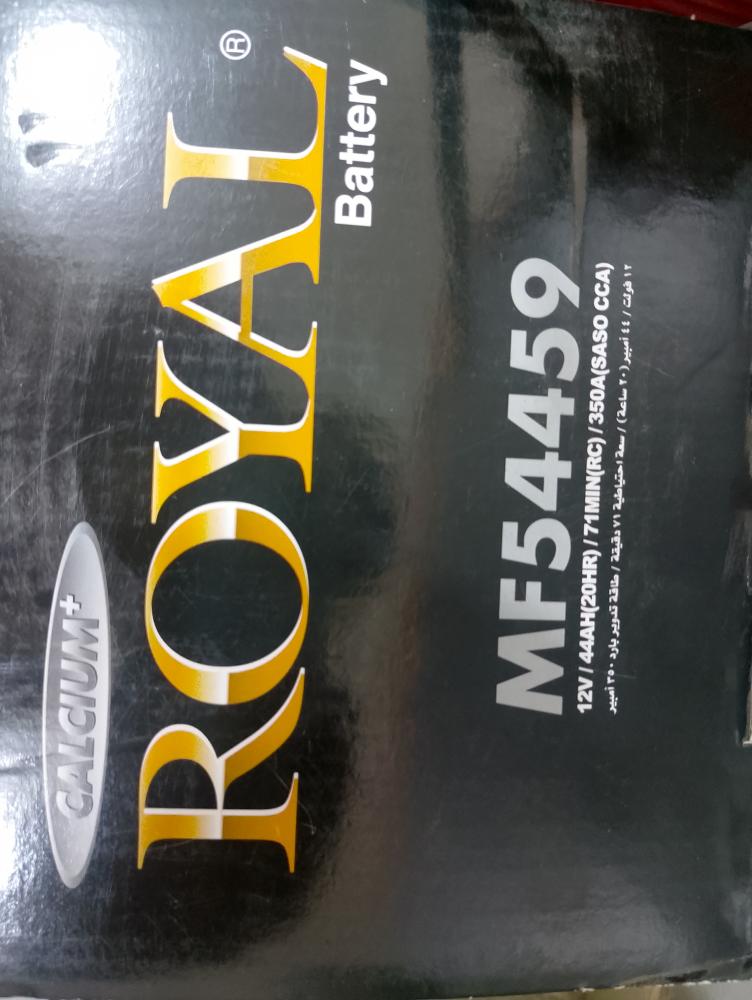 CALCIUM+
ROYAL®
Battery
MF54459
12V / 44AH(20HR) / 71MIN(RC) / 350A(SASO CCA)
١٢ فولت / ٤٤ أمبير (٢٠ ساعة) / سعة احتياطية ٧١ دقيقة / طاقة تدوير بارد ٣٥٠ أمبير